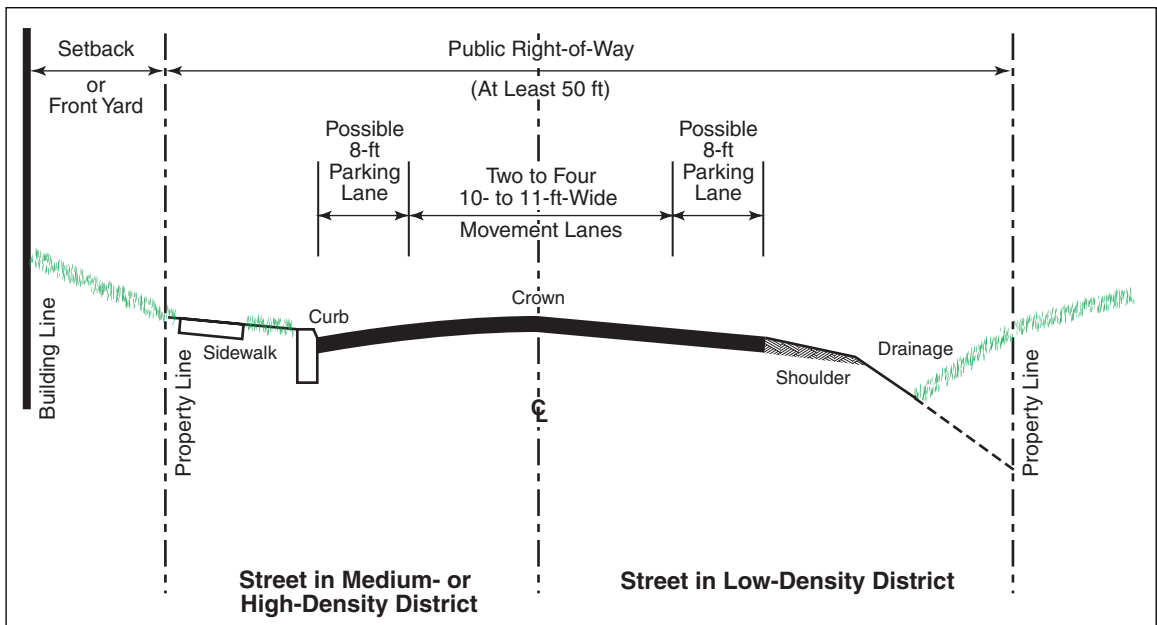 Setback
or
Front Yard
Public Right-of-Way
(At Least 50 ft)
Possible
8-ft
Parking
Lane
Two to Four
10- to 11-ft-Wide
Movement Lanes
Possible
8-ft
Parking
Lane
Building Line
Property Line
Sidewalk
Curb
Crown
℄
Shoulder
Drainage
Property Line
Street in Medium- or
High-Density District
Street in Low-Density District